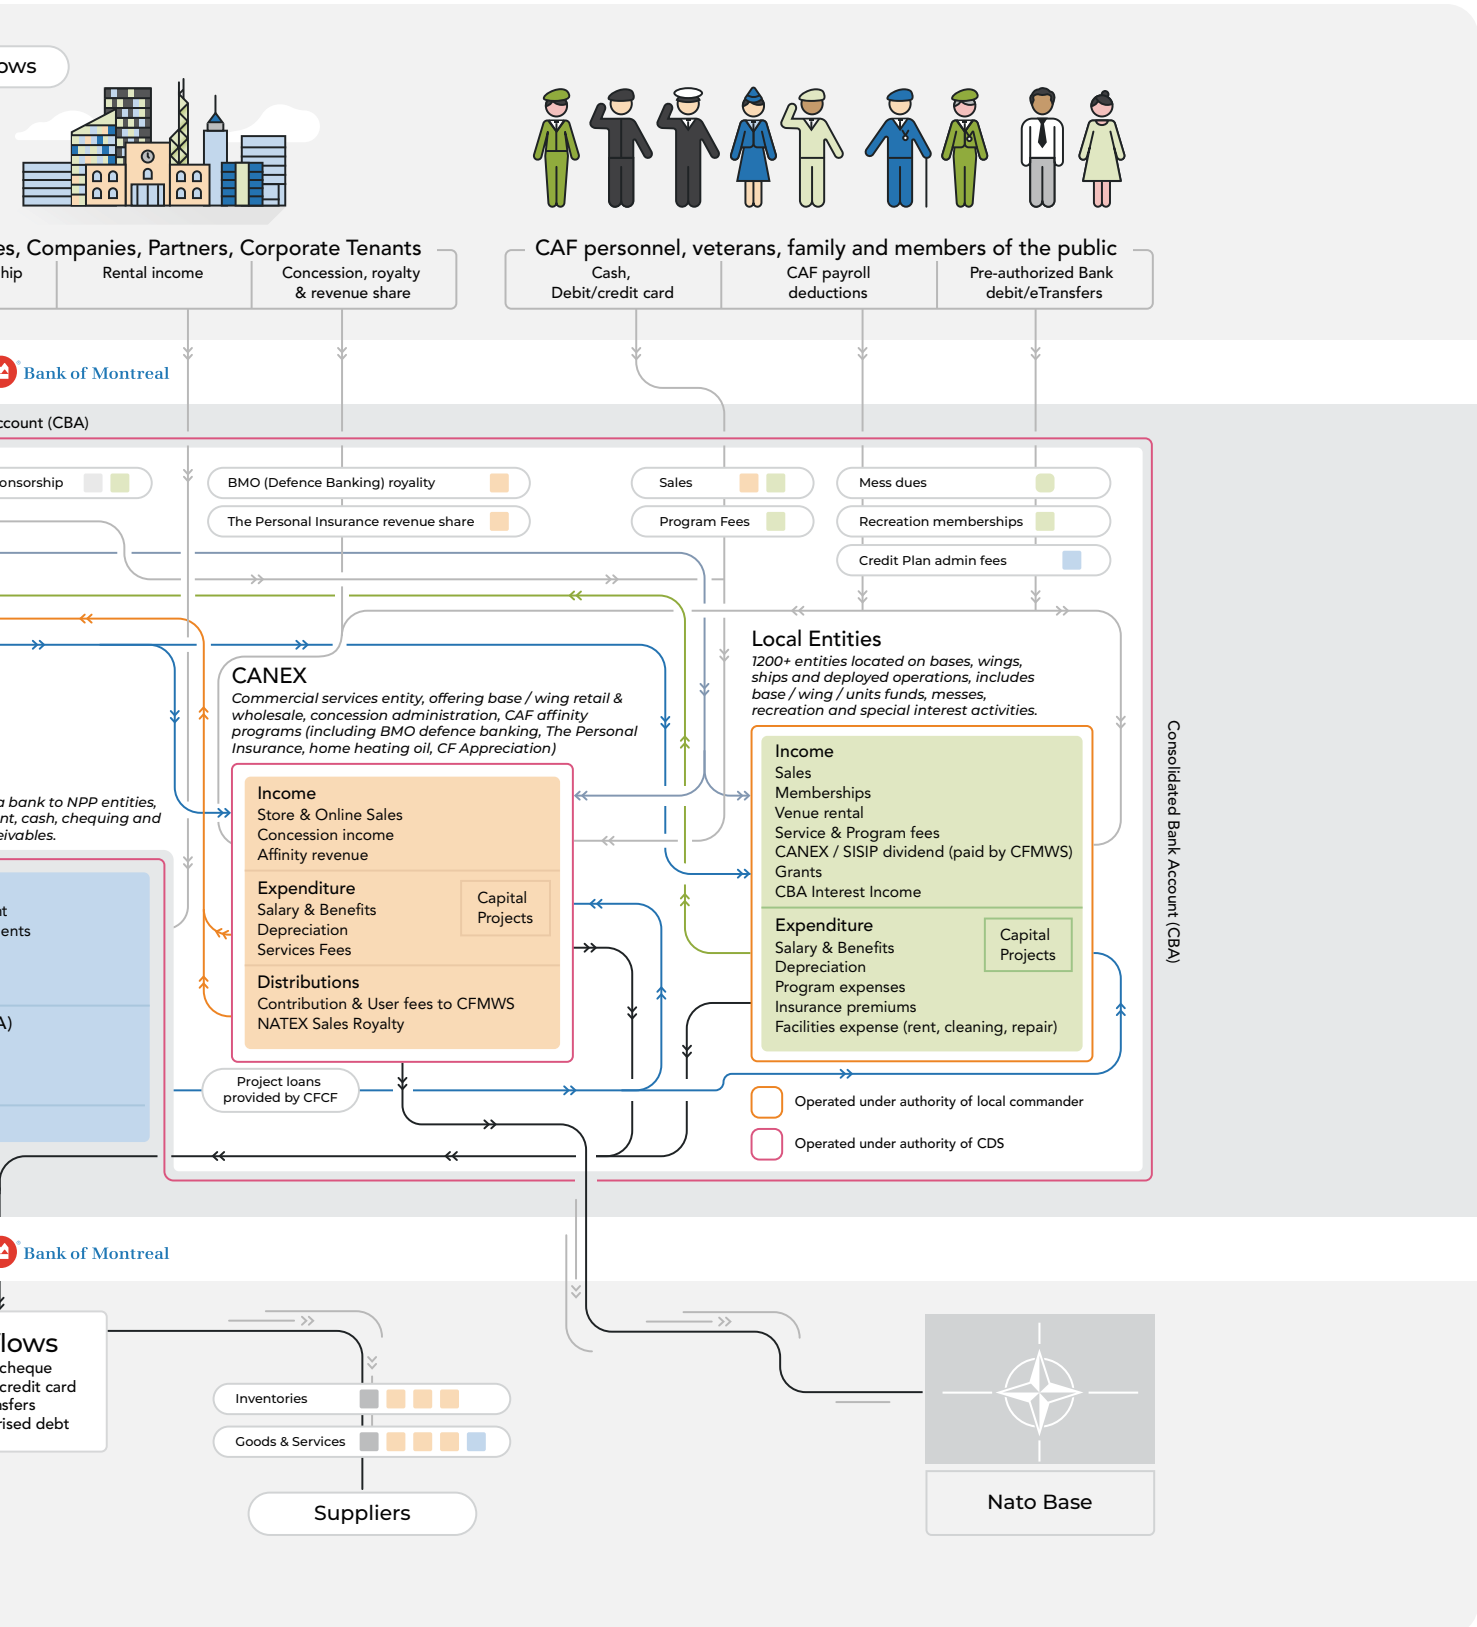 ows
es, Companies, Partners, Corporate Tenants
hip
Rental income
Concession, royalty
& revenue share
CAF personnel, veterans, family and members of the public
Cash,
Debit/credit card
CAF payroll
deductions
Pre-authorized Bank
debit/eTransfers
Bank of Montreal
ccount (CBA)
onsorship
BMO (Defence Banking) royality
The Personal Insurance revenue share
Sales
Program Fees
Mess dues
Recreation memberships
Credit Plan admin fees
CANEX
Commercial services entity, offering base / wing retail &
wholesale, concession administration, CAF affinity
programs (including BMO defence banking, The Personal
Insurance, home heating oil, CF Appreciation)
Income
Store & Online Sales
Concession income
Affinity revenue
Expenditure
Salary & Benefits
Depreciation
Services Fees
Capital
Projects
Distributions
Contribution & User fees to CFMWS
NATEX Sales Royalty
Local Entities
1200+ entities located on bases, wings,
ships and deployed operations, includes
base / wing / units funds, messes,
recreation and special interest activities.
Income
Sales
Memberships
Venue rental
Service & Program fees
CANEX / SISIP dividend (paid by CFMWS)
Grants
CBA Interest Income
Expenditure
Salary & Benefits
Depreciation
Program expenses
Insurance premiums
Facilities expense (rent, cleaning, repair)
Capital
Projects
Consolidated Bank Account (CBA)
a bank to NPP entities,
nt, cash, chequing and
eivables.
nt
ents
A)
Project loans
provided by CFCF
Operated under authority of local commander
Operated under authority of CDS
Bank of Montreal
lows
cheque
credit card
nsfers
rised debt
Inventories
Goods & Services
Suppliers
Nato Base